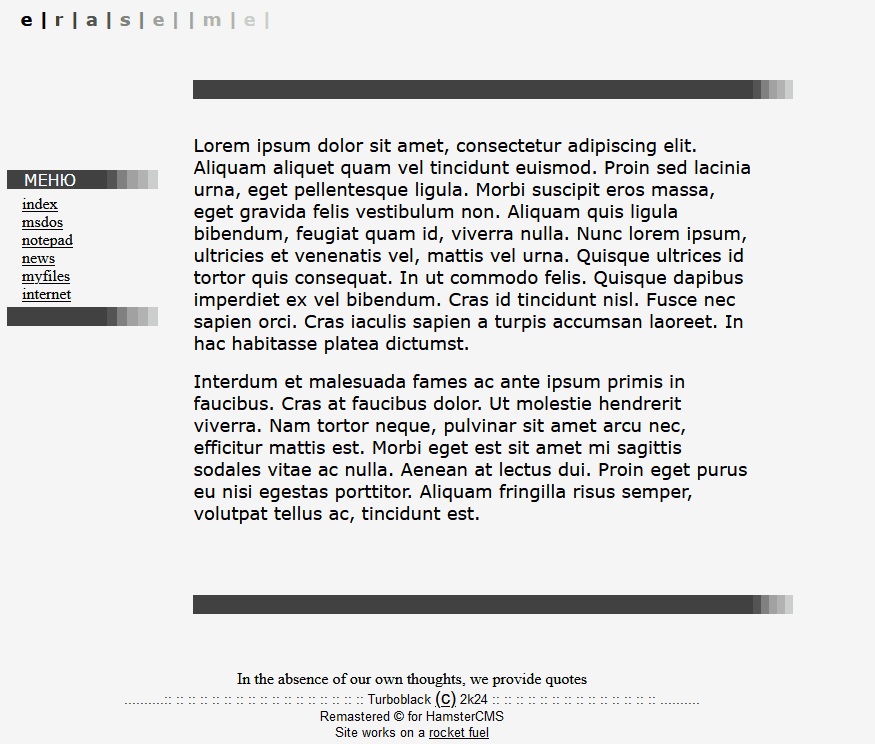 e | r | a | s | e | | m | e |
МЕНЮ
index
msdos
notepad
news
myfiles
internet
Lorem ipsum dolor sit amet, consectetur adipiscing elit.
Aliquam aliquet quam vel tincidunt euismod. Proin sed lacinia
urna, eget pellentesque ligula. Morbi suscipit eros massa,
eget gravida felis vestibulum non. Aliquam quis ligula
bibendum, feugiat quam id, viverra nulla. Nunc lorem ipsum,
ultricies et venenatis vel, mattis vel urna. Quisque ultrices id
tortor quis consequat. In ut commodo felis. Quisque dapibus
imperdiet ex vel bibendum. Cras id tincidunt nisl. Fusce nec
sapien orci. Cras iaculis sapien a turpis accumsan laoreet. In
hac habitasse platea dictumst.
Interdum et malesuada fames ac ante ipsum primis in
faucibus. Cras at faucibus dolor. Ut molestie hendrerit
viverra. Nam tortor neque, pulvinar sit amet arcu nec,
efficitur mattis est. Morbi eget est sit amet mi sagittis
sodales vitae ac nulla. Aenean at lectus dui. Proin eget purus
eu nisi egestas porttitor. Aliquam fringilla risus semper,
volutpat tellus ac, tincidunt est.
In the absence of our own thoughts, we provide quotes
............ :: :: :: :: :: :: :: :: :: :: :: :: :: :: :: :: :: Turboblack (c) 2k24 :: :: :: :: :: :: :: :: :: :: :: :: :: :: ..........
Remastered © for HamsterCMS
Site works on a rocket fuel